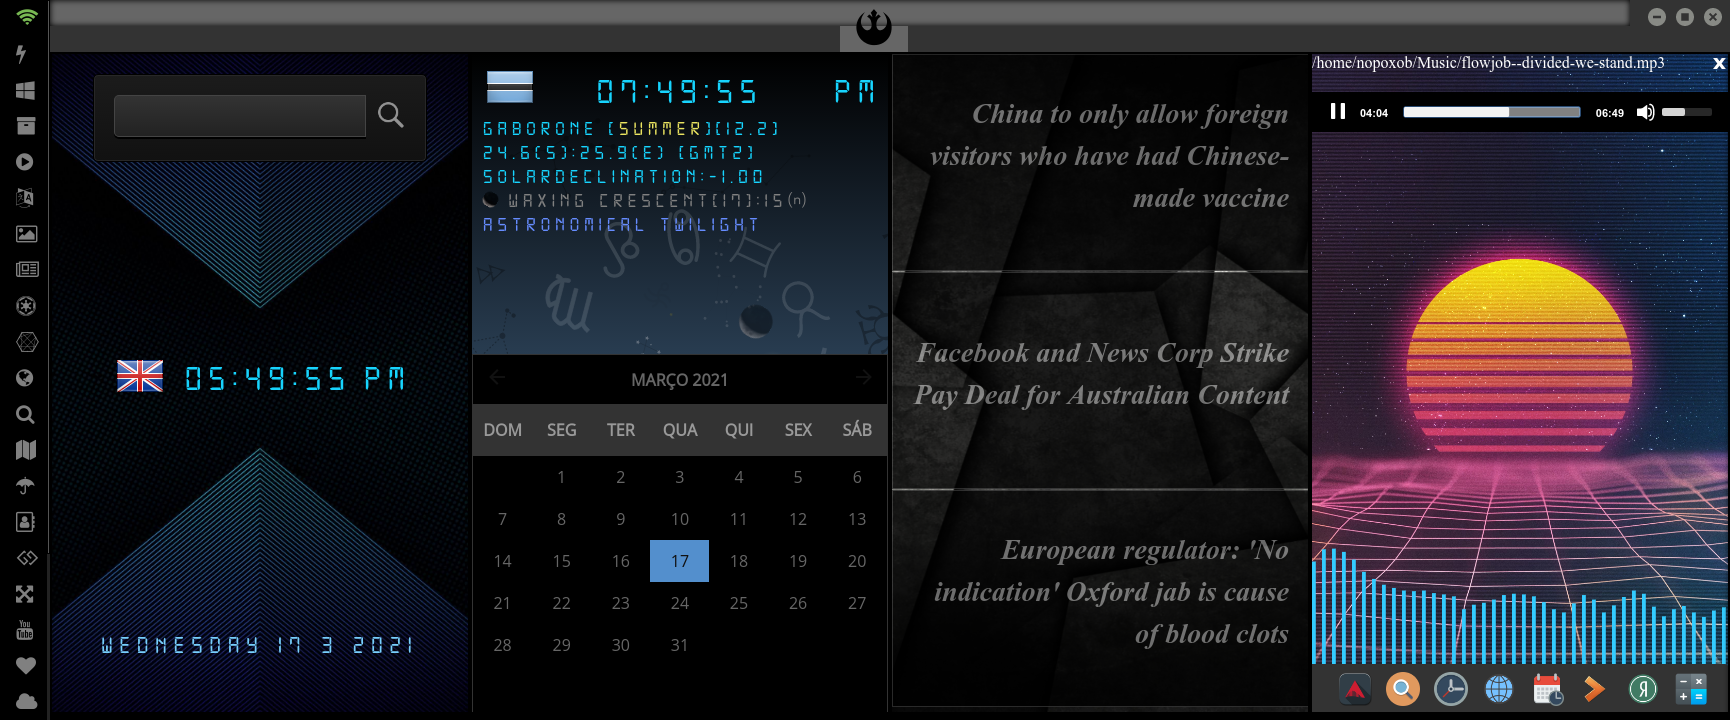 05:49:55 PM
WEDNESDAY 17 3 2021
07:49:55 PM
GABORONE (SUMMER)(12.2)
24.6(S):25.9(E) (GMT2)
SOLARDECLINATION:-1.00
WAXING CRESCENT(17):15(n)
ASTRONOMICAL TWILIGHT
MARÇO 2021
DOM SEG TER QUA QUI SEX SÁB
1 2 3 4 5 6
7 8 9 10 11 12 13
14 15 16 17 18 19 20
21 22 23 24 25 26 27
28 29 30 31
China to only allow foreign
visitors who have had Chinese-
made vaccine
Facebook and News Corp Strike
Pay Deal for Australian Content
European regulator: 'No
indication' Oxford jab is cause
of blood clots
/home/nopoxob/Music/flowjob--divided-we-stand.mp3 x
04:04 06:49
You
Tube
Я